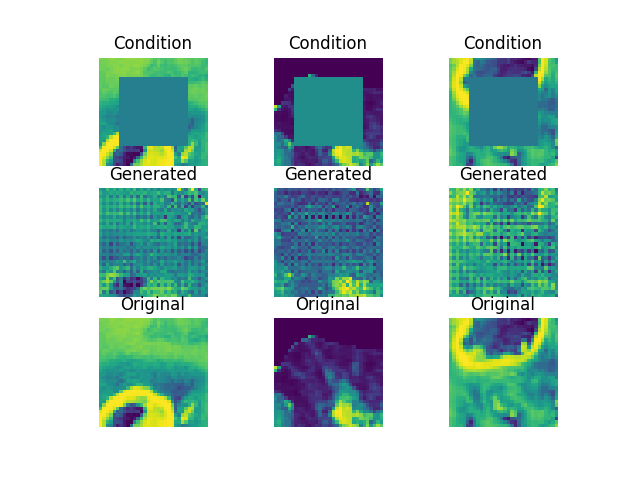 Condition Condition Condition
Generated Generated Generated
Original Original Original